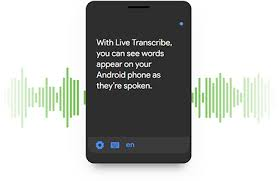 With Live Transcribe,
you can see words
appear on your
Android phone as
they're spoken.
en